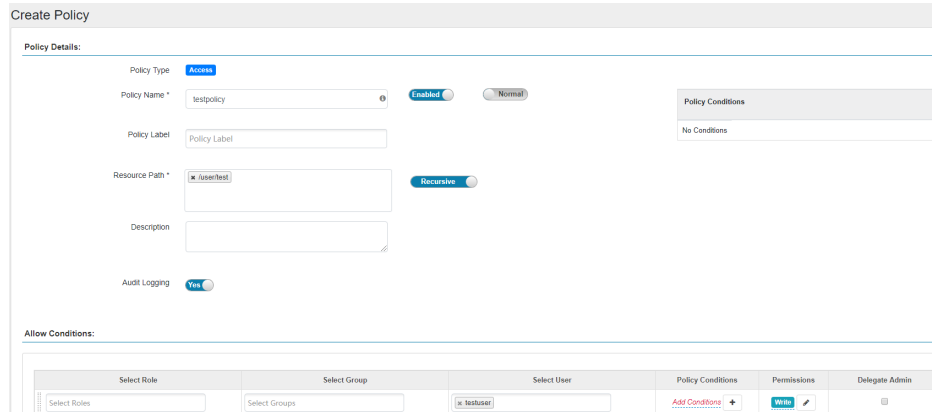 Create Policy
Policy Details:
Policy Type Access
Policy Name * testpolicy Enabled Normal
Policy Conditions
No Conditions
Policy Label Policy Label
Resource Path * × /user/test Recursive
Description
Audit Logging Yes
Allow Conditions:
Select Role Select Group Select User Policy Conditions Permissions Delegate Admin
Select Roles Select Groups × testuser Add Conditions + Write